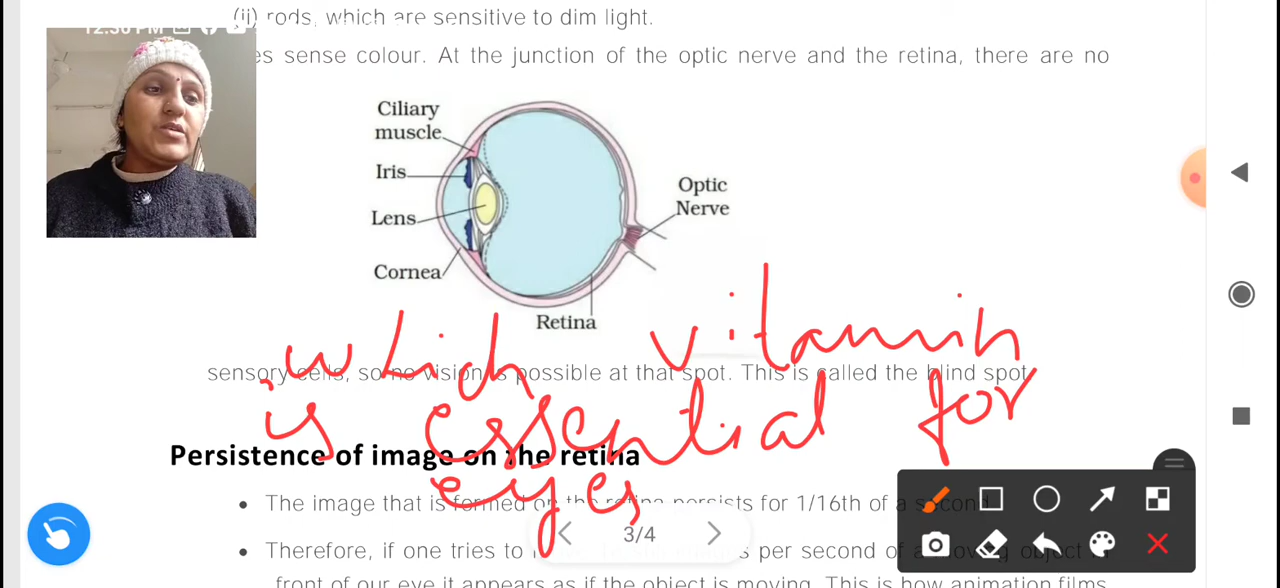 (ii) rods, which are sensitive to dim light.
12:30 PM
es sense colour. At the junction of the optic nerve and the retina, there are no
Ciliary
muscle
Iris
Lens
Cornea
Optic
Nerve
Retina
which vitamin
sensory cells, so no vision is possible at that spot. This is called the blind spot.
is essential for
Persistence of image on the retina
eyes
The image that is formed on the retina persists for 1/16th of a second.
3/4
Therefore, if one tries to per second of a moving object
front of our eye it appears as if the object is moving. This is how animation films